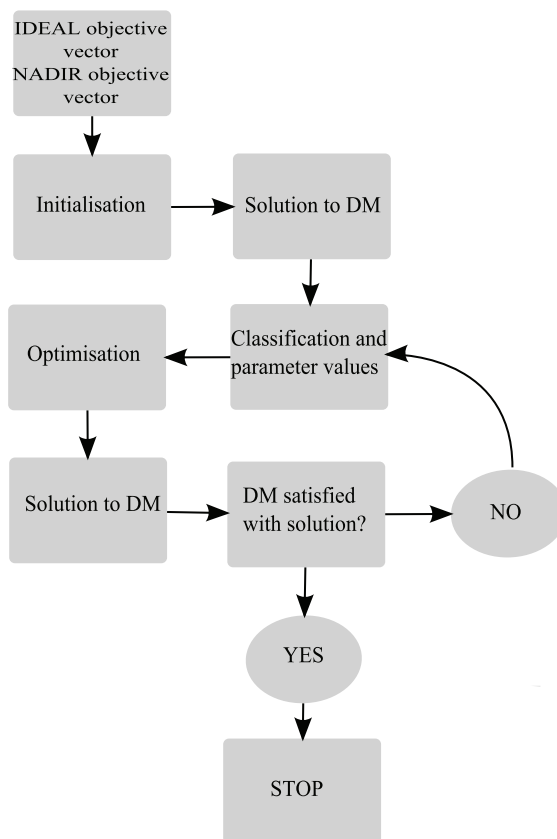 IDEAL objective
vector
NADIR objective
vector
Initialisation
Solution to DM
Classification and
parameter values
Optimisation
Solution to DM
DM satisfied
with solution?
NO
YES
STOP